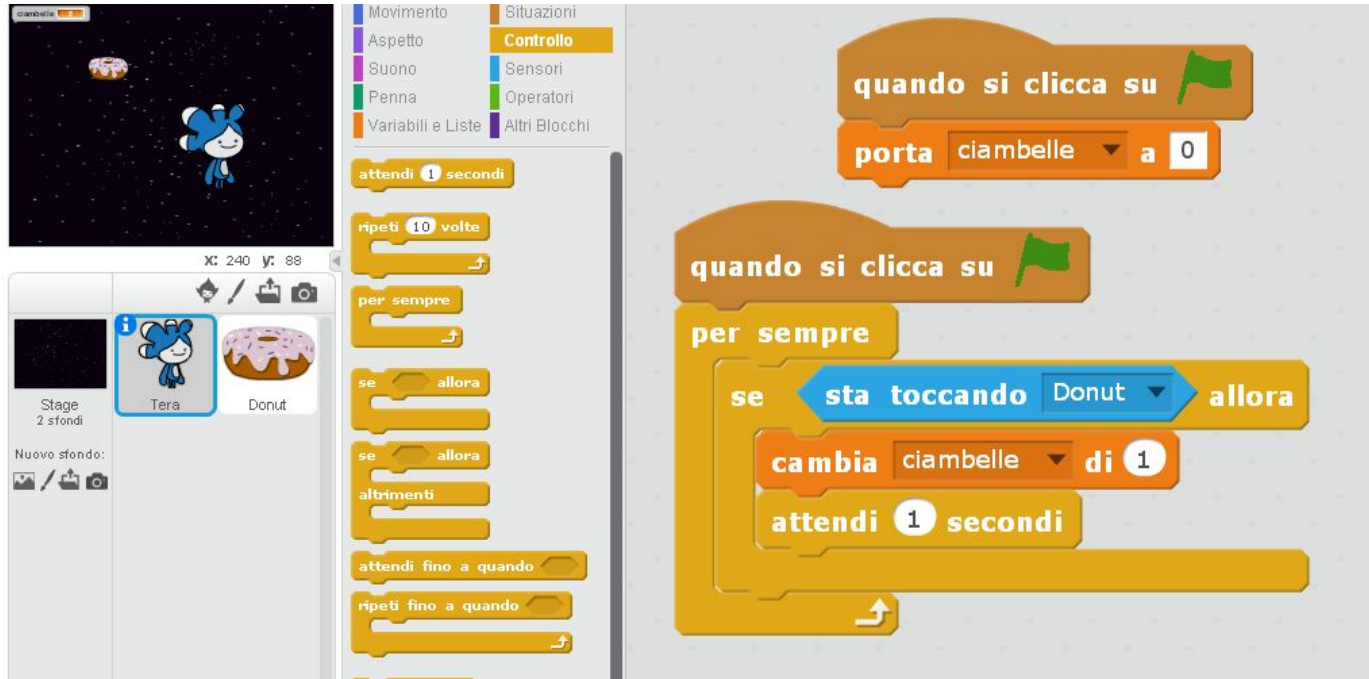 ciambelle
x: 240 y: 88
Tera
Donut
Stage
2 sfondi
Nuovo sfondo:
Movimento
Aspetto
Suono
Penna
Variabili e Liste
Situazioni
Controllo
Sensori
Operatori
Altri Blocchi
attendi 1 secondi
ripeti 10 volte
per sempre
se allora
se allora
altrimenti
attendi fino a quando
ripeti fino a quando
quando si clicca su
porta ciambelle a 0
quando si clicca su
per sempre
se sta toccando Donut allora
cambia ciambelle di 1
attendi 1 secondi